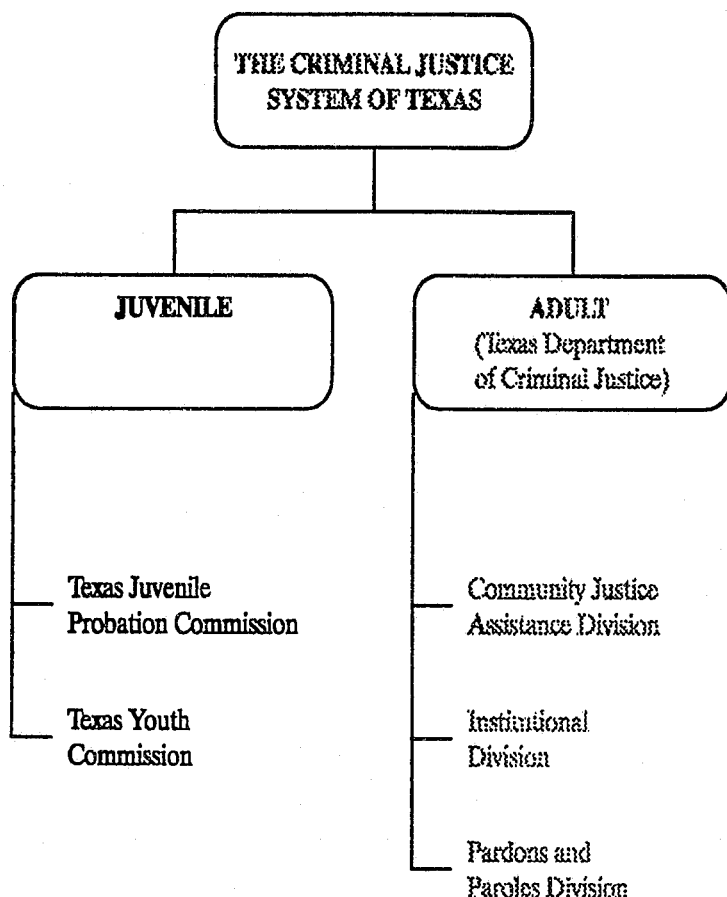 THE CRIMINAL JUSTICE
SYSTEM OF TEXAS
JUVENILE
ADULT
(Texas Department
of Criminal Justice)
Texas Juvenile
Probation Commission
Texas Youth
Commission
Community Justice
Assistance Division
Institutional
Division
Pardons and
Paroles Division